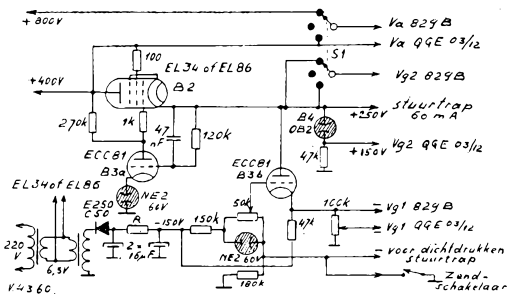 +800V
Va 829B
Va QQE 03/12
S1
Vg2 829B
100
EL34 of EL86
B2
+400V
stuurtrap
60 mA
+250V
B4
OB2
270k
1k
47
nF
120k
47k
+150V
Vg2 QQE 03/12
ECC81
B3a
ECC81
B3b
NE2
66V
EL34 of EL86
E250
C50
R
-150V
150k
50k
47k
100k
Vg1 829B
Vg1 QQE 03/12
220
V
6,3V
2x
16µF
NE2 60V
180k
voor dichtdrukken
stuurtrap
Zend-
schakelaar
V-4360.